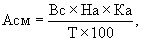 Асм = Вс × На × Ка / Т × 100 ,